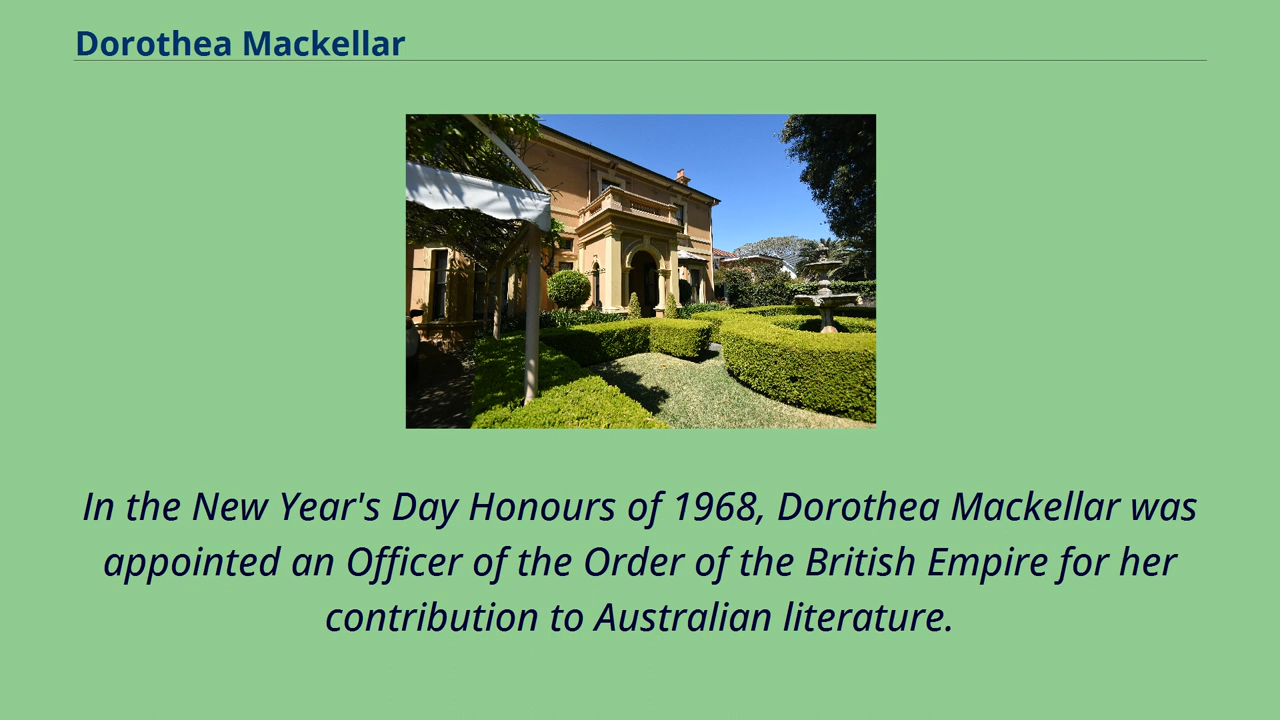 Dorothea Mackellar
In the New Year's Day Honours of 1968, Dorothea Mackellar was
appointed an Officer of the Order of the British Empire for her
contribution to Australian literature.